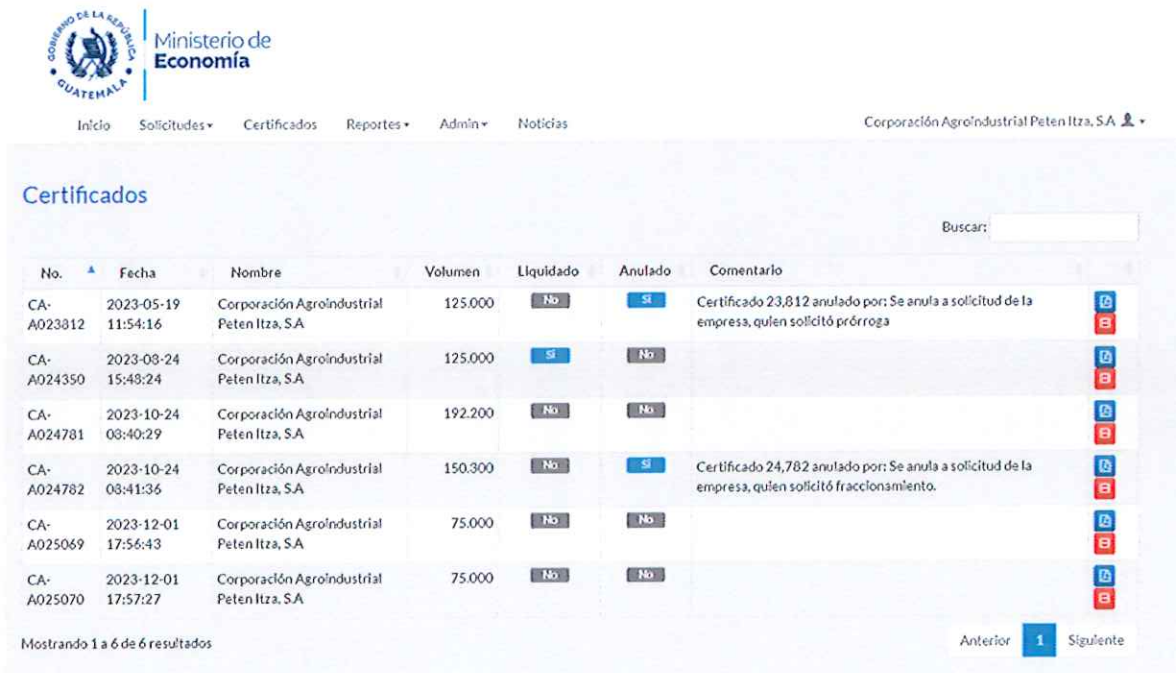 GOBIERNO DE LA REPÚBLICA
GUATEMALA
Ministerio de
Economía
Inicio Solicitudes Certificados Reportes Admin Noticias Corporación Agroindustrial Peten Itza, S.A
Certificados
Buscar:
No. Fecha Nombre Volumen Liquidado Anulado Comentario
CA- 2023-05-19 Corporación Agroindustrial 125.000 No Sí Certificado 23,812 anulado por: Se anula a solicitud de la
A023812 11:54:16 Peten Itza, S.A empresa, quien solicitó prórroga
CA- 2023-08-24 Corporación Agroindustrial 125.000 Sí No
A024350 15:48:24 Peten Itza, S.A
CA- 2023-10-24 Corporación Agroindustrial 192.200 No No
A024781 08:40:29 Peten Itza, S.A
CA- 2023-10-24 Corporación Agroindustrial 150.300 No Sí Certificado 24,782 anulado por: Se anula a solicitud de la
A024782 08:41:36 Peten Itza, S.A empresa, quien solicitó fraccionamiento.
CA- 2023-12-01 Corporación Agroindustrial 75.000 No No
A025069 17:56:43 Peten Itza, S.A
CA- 2023-12-01 Corporación Agroindustrial 75.000 No No
A025070 17:57:27 Peten Itza, S.A
Mostrando 1 a 6 de 6 resultados
Anterior 1 Siguiente